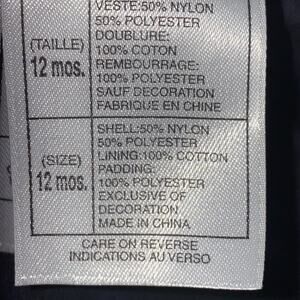 VESTE:50% NYLON
50% POLYESTER
DOUBLURE:
100% COTON
REMBOURRAGE:
100% POLYESTER
SAUF DECORATION
FABRIQUE EN CHINE
(TAILLE)
12 mos.
SHELL:50% NYLON
50% POLYESTER
LINING:100% COTTON
PADDING:
100% POLYESTER
EXCLUSIVE OF
DECORATION
MADE IN CHINA
(SIZE)
12 mos.
CARE ON REVERSE
INDICATIONS AU VERSO